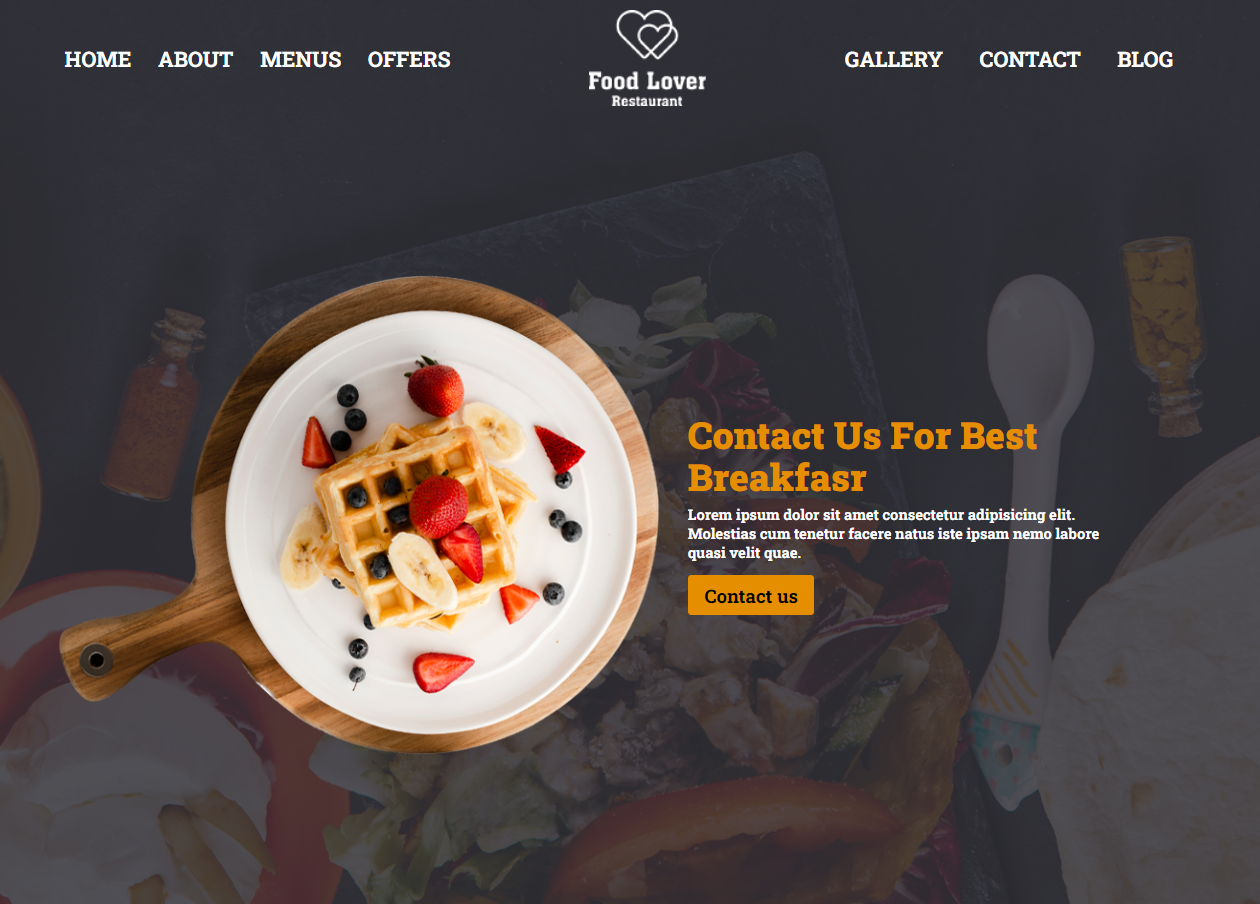 HOME ABOUT MENUS OFFERS GALLERY CONTACT BLOG
Food Lover
Restaurant
Contact Us For Best
Breakfasr
Lorem ipsum dolor sit amet consectetur adipisicing elit.
Molestias cum tenetur facere natus iste ipsam nemo labore
quasi velit quae.
Contact us